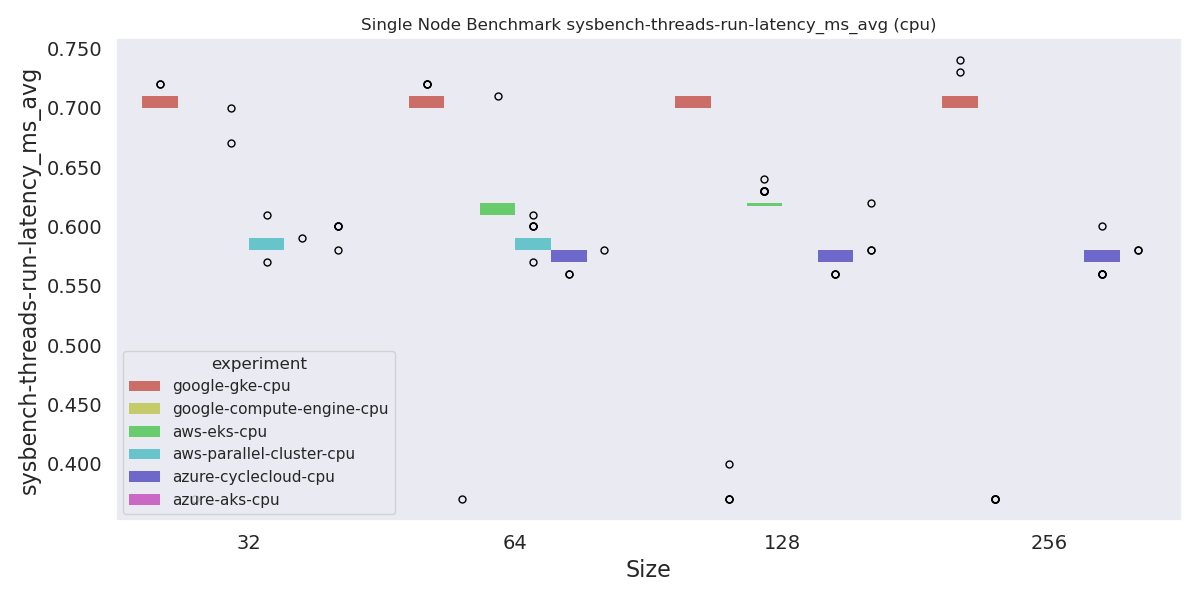 Single Node Benchmark sysbench-threads-run-latency_ms_avg (cpu)
sysbench-threads-run-latency_ms_avg
0.750
0.700
0.650
0.600
0.550
0.500
0.450
0.400
experiment
google-gke-cpu
google-compute-engine-cpu
aws-eks-cpu
aws-parallel-cluster-cpu
azure-cyclecloud-cpu
azure-aks-cpu
32 64 128 256
Size